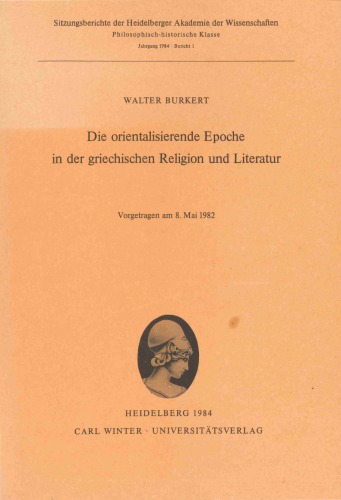 Sitzungsberichte der Heidelberger Akademie der Wissenschaften
Philosophisch-historische Klasse
Jahrgang 1984 · Bericht 1
WALTER BURKERT
Die orientalisierende Epoche
in der griechischen Religion und Literatur
Vorgetragen am 8. Mai 1982
HEIDELBERG 1984
CARL WINTER · UNIVERSITÄTSVERLAG